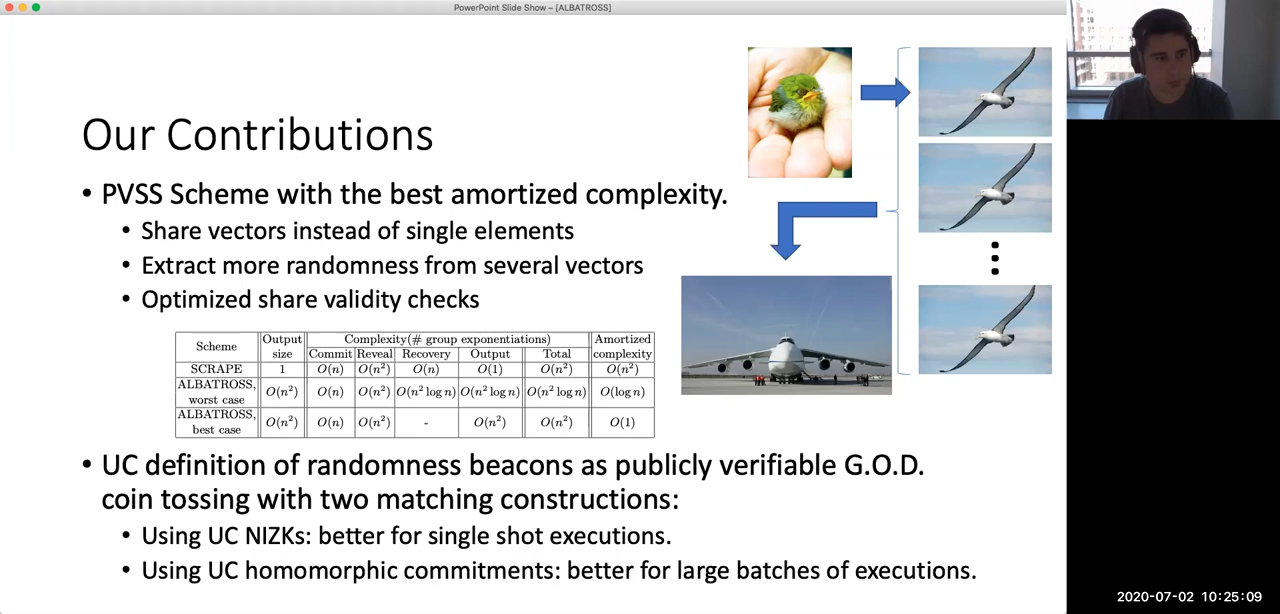 PowerPoint Slide Show – [ALBATROSS]
Our Contributions
• PVSS Scheme with the best amortized complexity.
• Share vectors instead of single elements
• Extract more randomness from several vectors
• Optimized share validity checks
Scheme Output size Complexity(# group exponentiations) Amortized complexity
Commit Reveal Recovery Output Total
SCRAPE 1 O(n) O(n²) O(n) O(1) O(n²) O(n²)
ALBATROSS, worst case O(n²) O(n) O(n²) O(n² log n) O(n² log n) O(n² log n) O(log n)
ALBATROSS, best case O(n²) O(n) O(n²) - O(n²) O(n²) O(1)
• UC definition of randomness beacons as publicly verifiable G.O.D.
coin tossing with two matching constructions:
• Using UC NIZKs: better for single shot executions.
• Using UC homomorphic commitments: better for large batches of executions.
2020-07-02 10:25:09